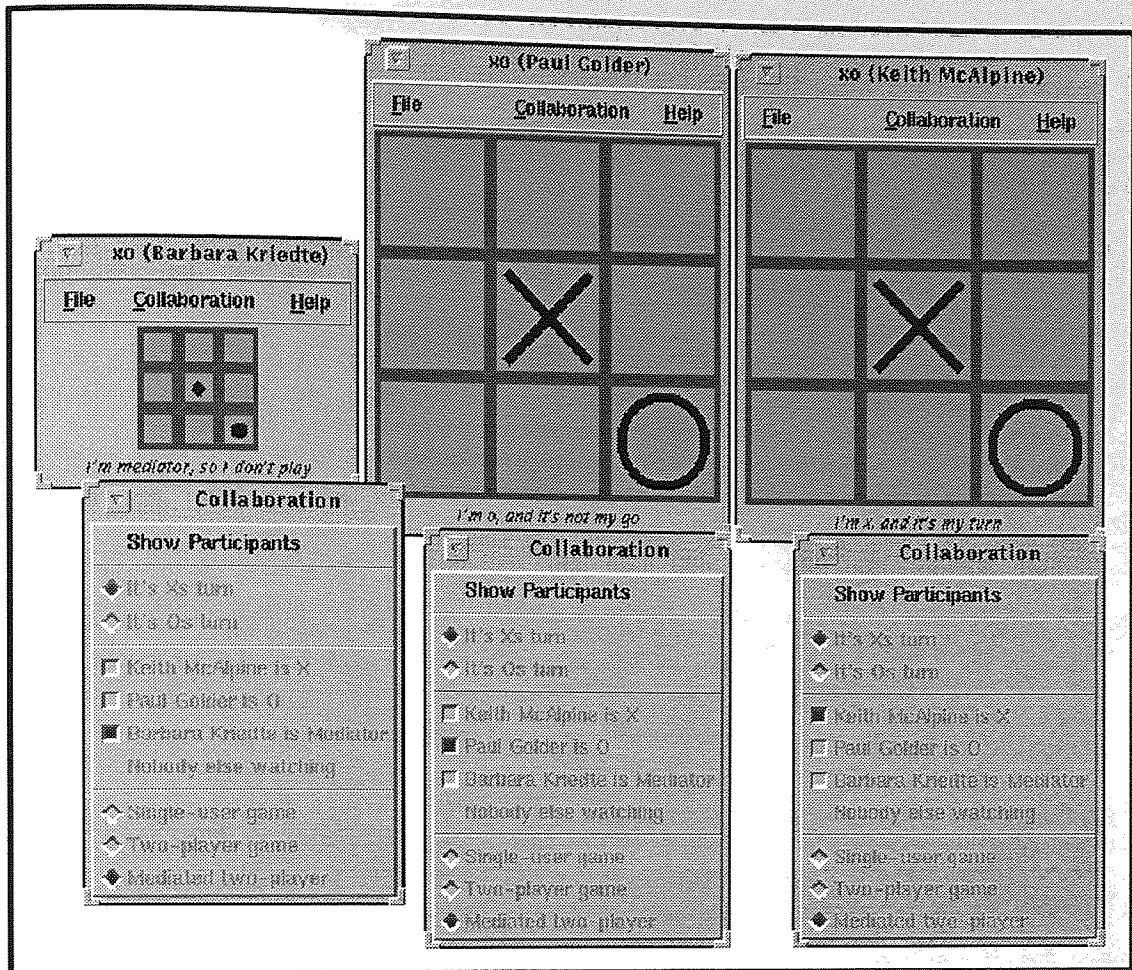 xo (Paul Golder)
File Collaboration Help
I'm o, and it's not my go
xo (Keith McAlpine)
File Collaboration Help
I'm x, and it's my turn
xo (Barbara Kriedte)
File Collaboration Help
I'm mediator, so I don't play
Collaboration
Show Participants
It's Xs turn
It's Os turn
Keith McAlpine is X
Paul Golder is O
Barbara Kriedte is Mediator
Nobody else watching
Single-user game
Two-player game
Mediated two-player
Collaboration
Show Participants
It's Xs turn
It's Os turn
Keith McAlpine is X
Paul Golder is O
Barbara Kriedte is Mediator
Nobody else watching
Single-user game
Two-player game
Mediated two-player
Collaboration
Show Participants
It's Xs turn
It's Os turn
Keith McAlpine is X
Paul Golder is O
Barbara Kriedte is Mediator
Nobody else watching
Single-user game
Two-player game
Mediated two-player